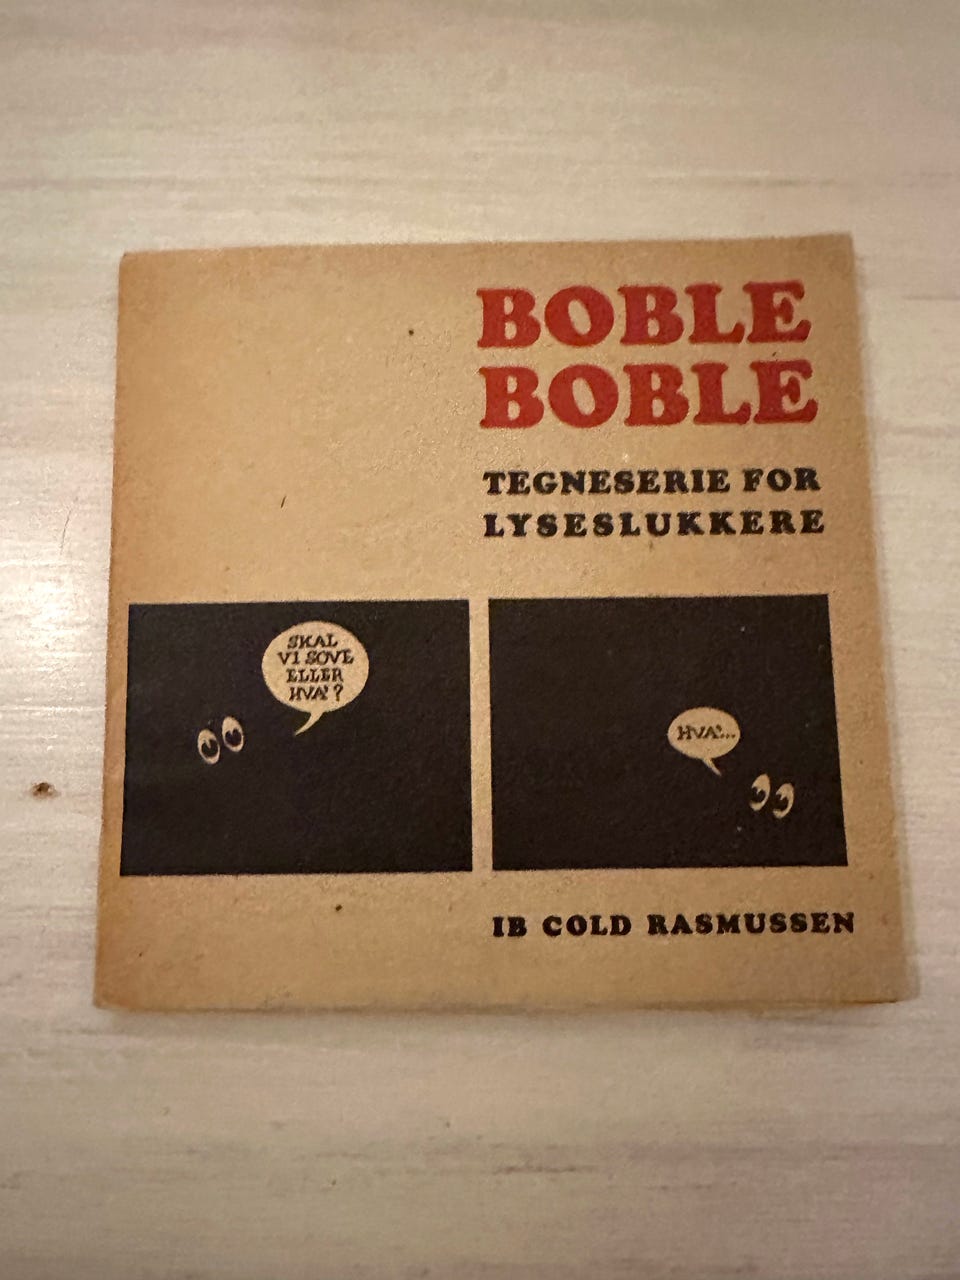 BOBLE
BOBLE
TEGNESERIE FOR
LYSESLUKKERE
SKAL
VI SOVE
ELLER
HVA'?
HVA'...
IB COLD RASMUSSEN